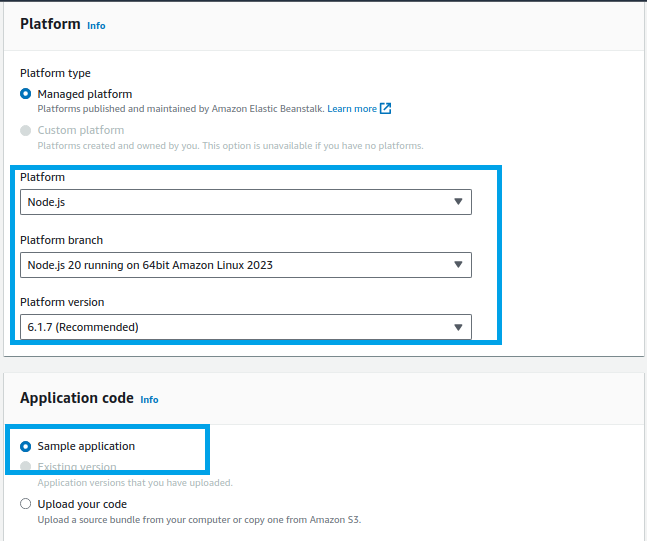 Platform Info
Platform type
Managed platform
Platforms published and maintained by Amazon Elastic Beanstalk. Learn more
Custom platform
Platforms created and owned by you. This option is unavailable if you have no platforms.
Platform
Node.js
Platform branch
Node.js 20 running on 64bit Amazon Linux 2023
Platform version
6.1.7 (Recommended)
Application code Info
Sample application
Existing version
Application versions that you have uploaded.
Upload your code
Upload a source bundle from your computer or copy one from Amazon S3.